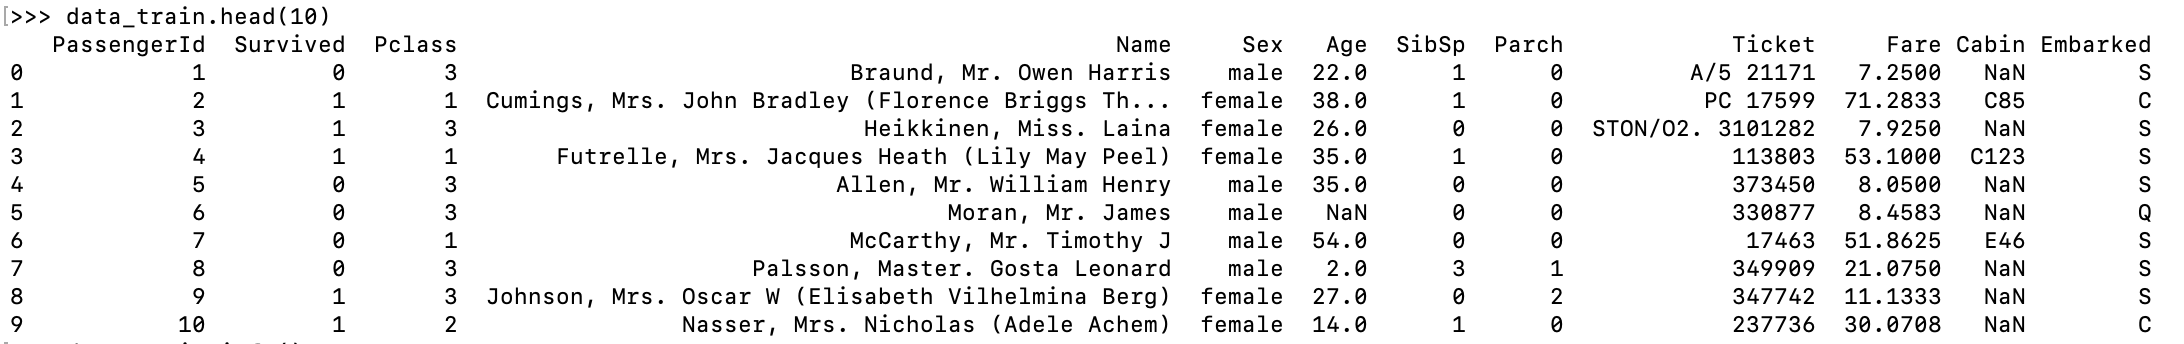 [>>> data_train.head(10)
PassengerId Survived Pclass Name Sex Age SibSp Parch Ticket Fare Cabin Embarked
0 1 0 3 Braund, Mr. Owen Harris male 22.0 1 0 A/5 21171 7.2500 NaN S
1 2 1 1 Cumings, Mrs. John Bradley (Florence Briggs Th... female 38.0 1 0 PC 17599 71.2833 C85 C
2 3 1 3 Heikkinen, Miss. Laina female 26.0 0 0 STON/O2. 3101282 7.9250 NaN S
3 4 1 1 Futrelle, Mrs. Jacques Heath (Lily May Peel) female 35.0 1 0 113803 53.1000 C123 S
4 5 0 3 Allen, Mr. William Henry male 35.0 0 0 373450 8.0500 NaN S
5 6 0 3 Moran, Mr. James male NaN 0 0 330877 8.4583 NaN Q
6 7 0 1 McCarthy, Mr. Timothy J male 54.0 0 0 17463 51.8625 E46 S
7 8 0 3 Palsson, Master. Gosta Leonard male 2.0 3 1 349909 21.0750 NaN S
8 9 1 3 Johnson, Mrs. Oscar W (Elisabeth Vilhelmina Berg) female 27.0 0 2 347742 11.1333 NaN S
9 10 1 2 Nasser, Mrs. Nicholas (Adele Achem) female 14.0 1 0 237736 30.0708 NaN C